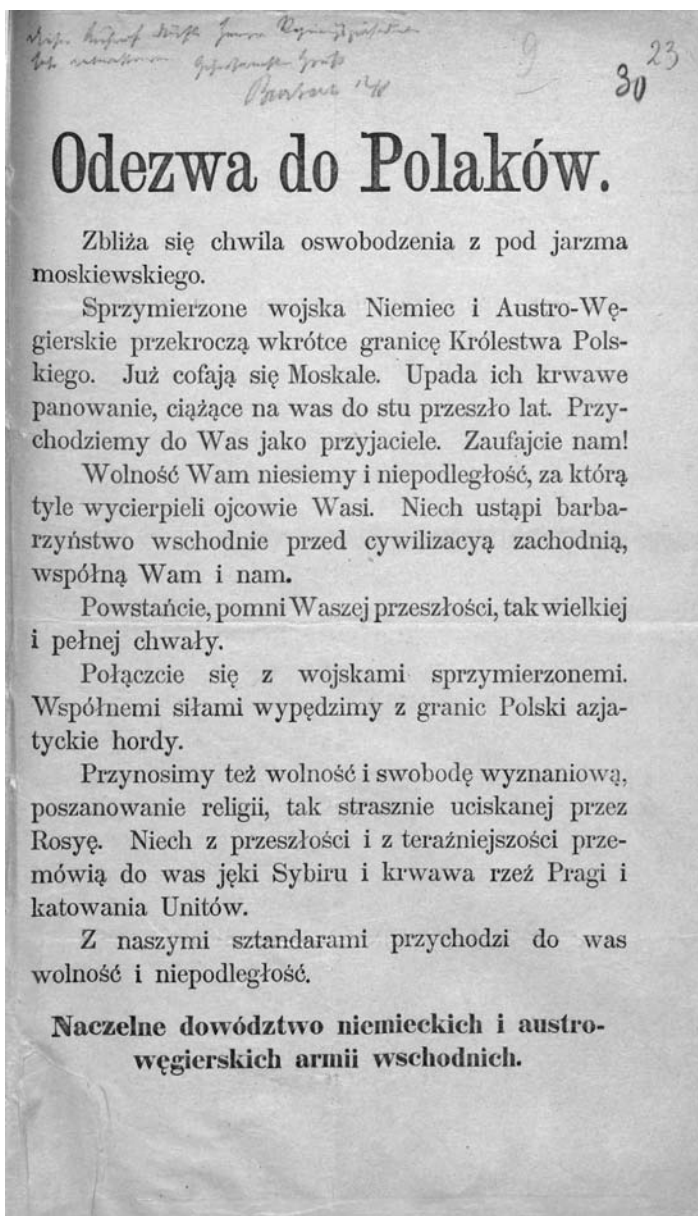 9
23
30
Odezwa do Polaków.
Zbliża się chwila oswobodzenia z pod jarzma
moskiewskiego.
Sprzymierzone wojska Niemiec i Austro-Wę-
gierskie przekroczą wkrótce granicę Królestwa Pols-
kiego. Już cofają się Moskale. Upada ich krwawe
panowanie, ciążące na was do stu przeszło lat. Przy-
chodziemy do Was jako przyjaciele. Zaufajcie nam!
Wolność Wam niesiemy i niepodległość, za którą
tyle wycierpieli ojcowie Wasi. Niech ustąpi barba-
rzyństwo wschodnie przed cywilizacyą zachodnią,
wspólną Wam i nam.
Powstańcie, pomni Waszej przeszłości, tak wielkiej
i pełnej chwały.
Połączcie się z wojskami sprzymierzonemi.
Wspólnemi siłami wypędzimy z granic Polski azja-
tyckie hordy.
Przynosimy też wolność i swobodę wyznaniową,
poszanowanie religii, tak strasznie uciskanej przez
Rosyę. Niech z przeszłości i z teraźniejszości prze-
mówią do was jęki Sybiru i krwawa rzeź Pragi i
katowania Unitów.
Z naszymi sztandarami przychodzi do was
wolność i niepodległość.
Naczelne dowództwo niemieckich i austro-
węgierskich armii wschodnich.